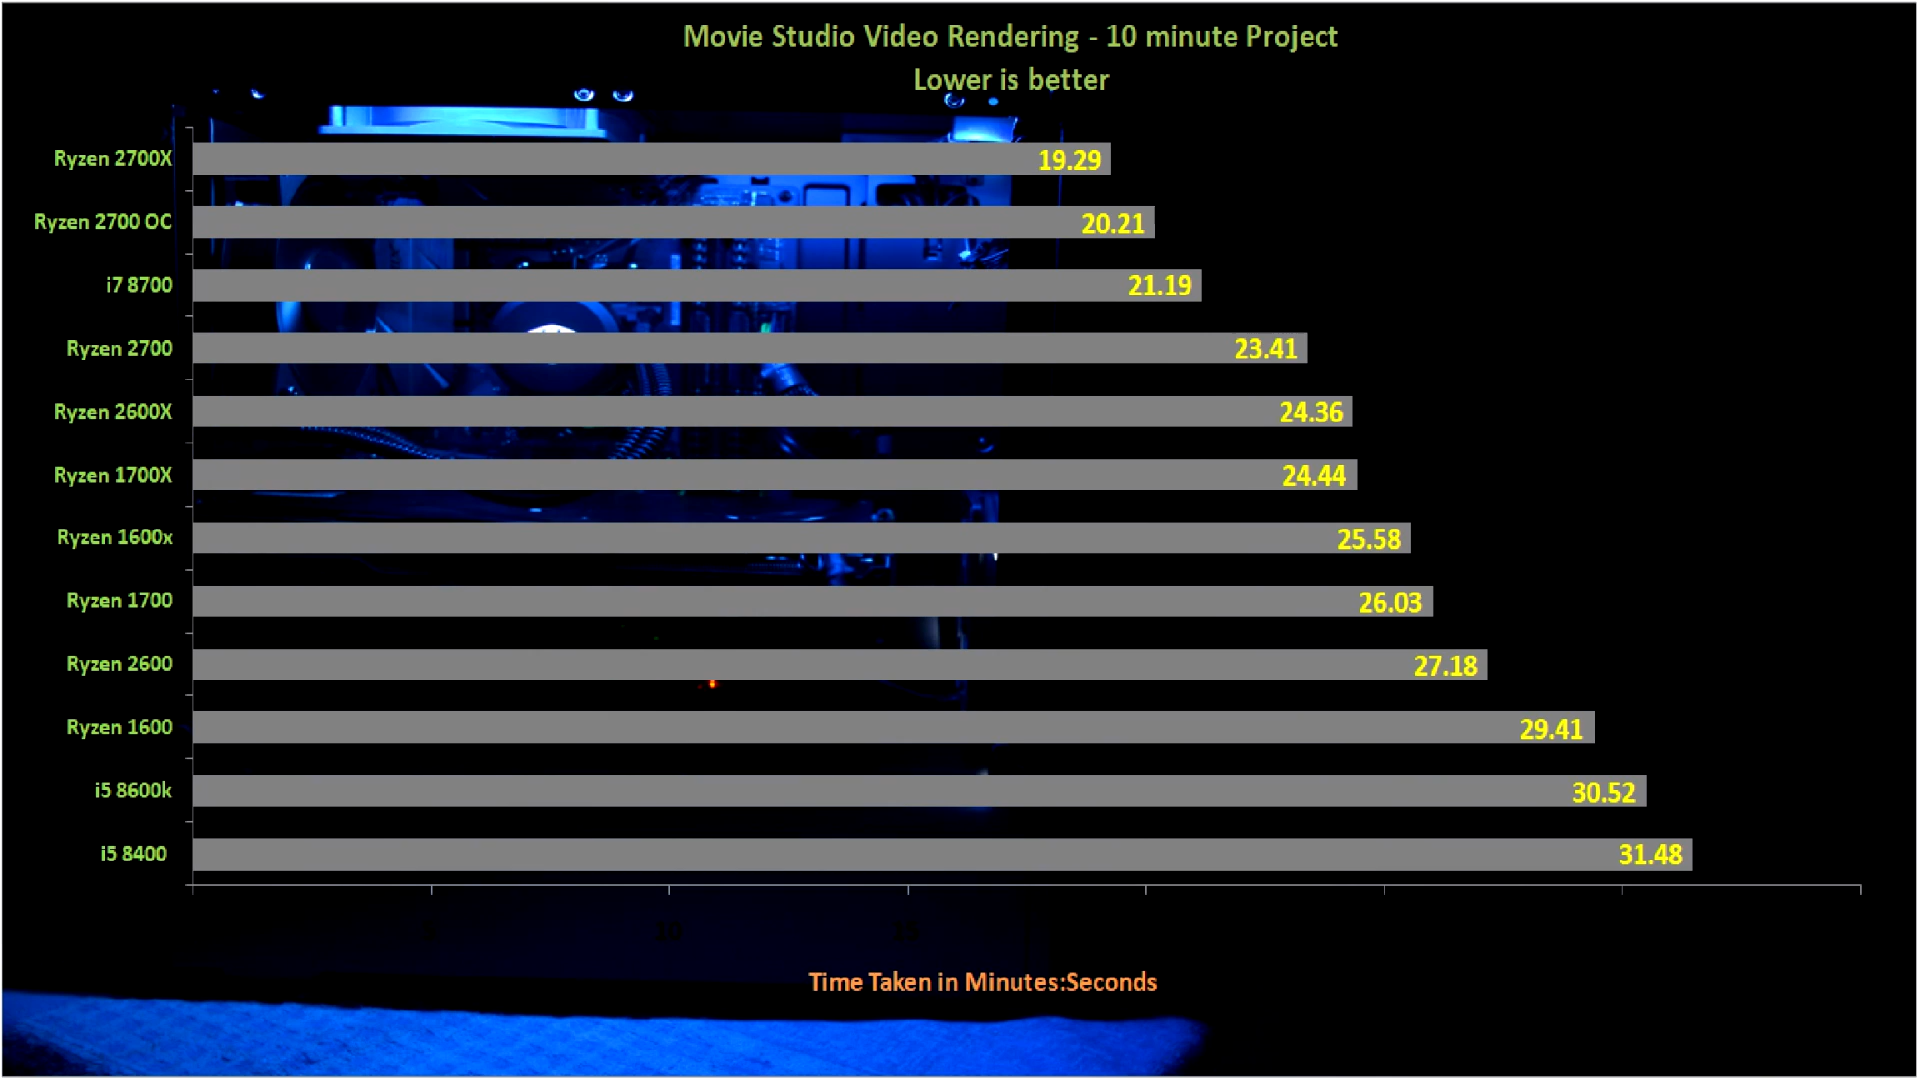 Movie Studio Video Rendering - 10 minute Project
Lower is better
Ryzen 2700X 19.29
Ryzen 2700 OC 20.21
i7 8700 21.19
Ryzen 2700 23.41
Ryzen 2600X 24.36
Ryzen 1700X 24.44
Ryzen 1600x 25.58
Ryzen 1700 26.03
Ryzen 2600 27.18
Ryzen 1600 29.41
i5 8600k 30.52
i5 8400 31.48
10 15
Time Taken in Minutes:Seconds